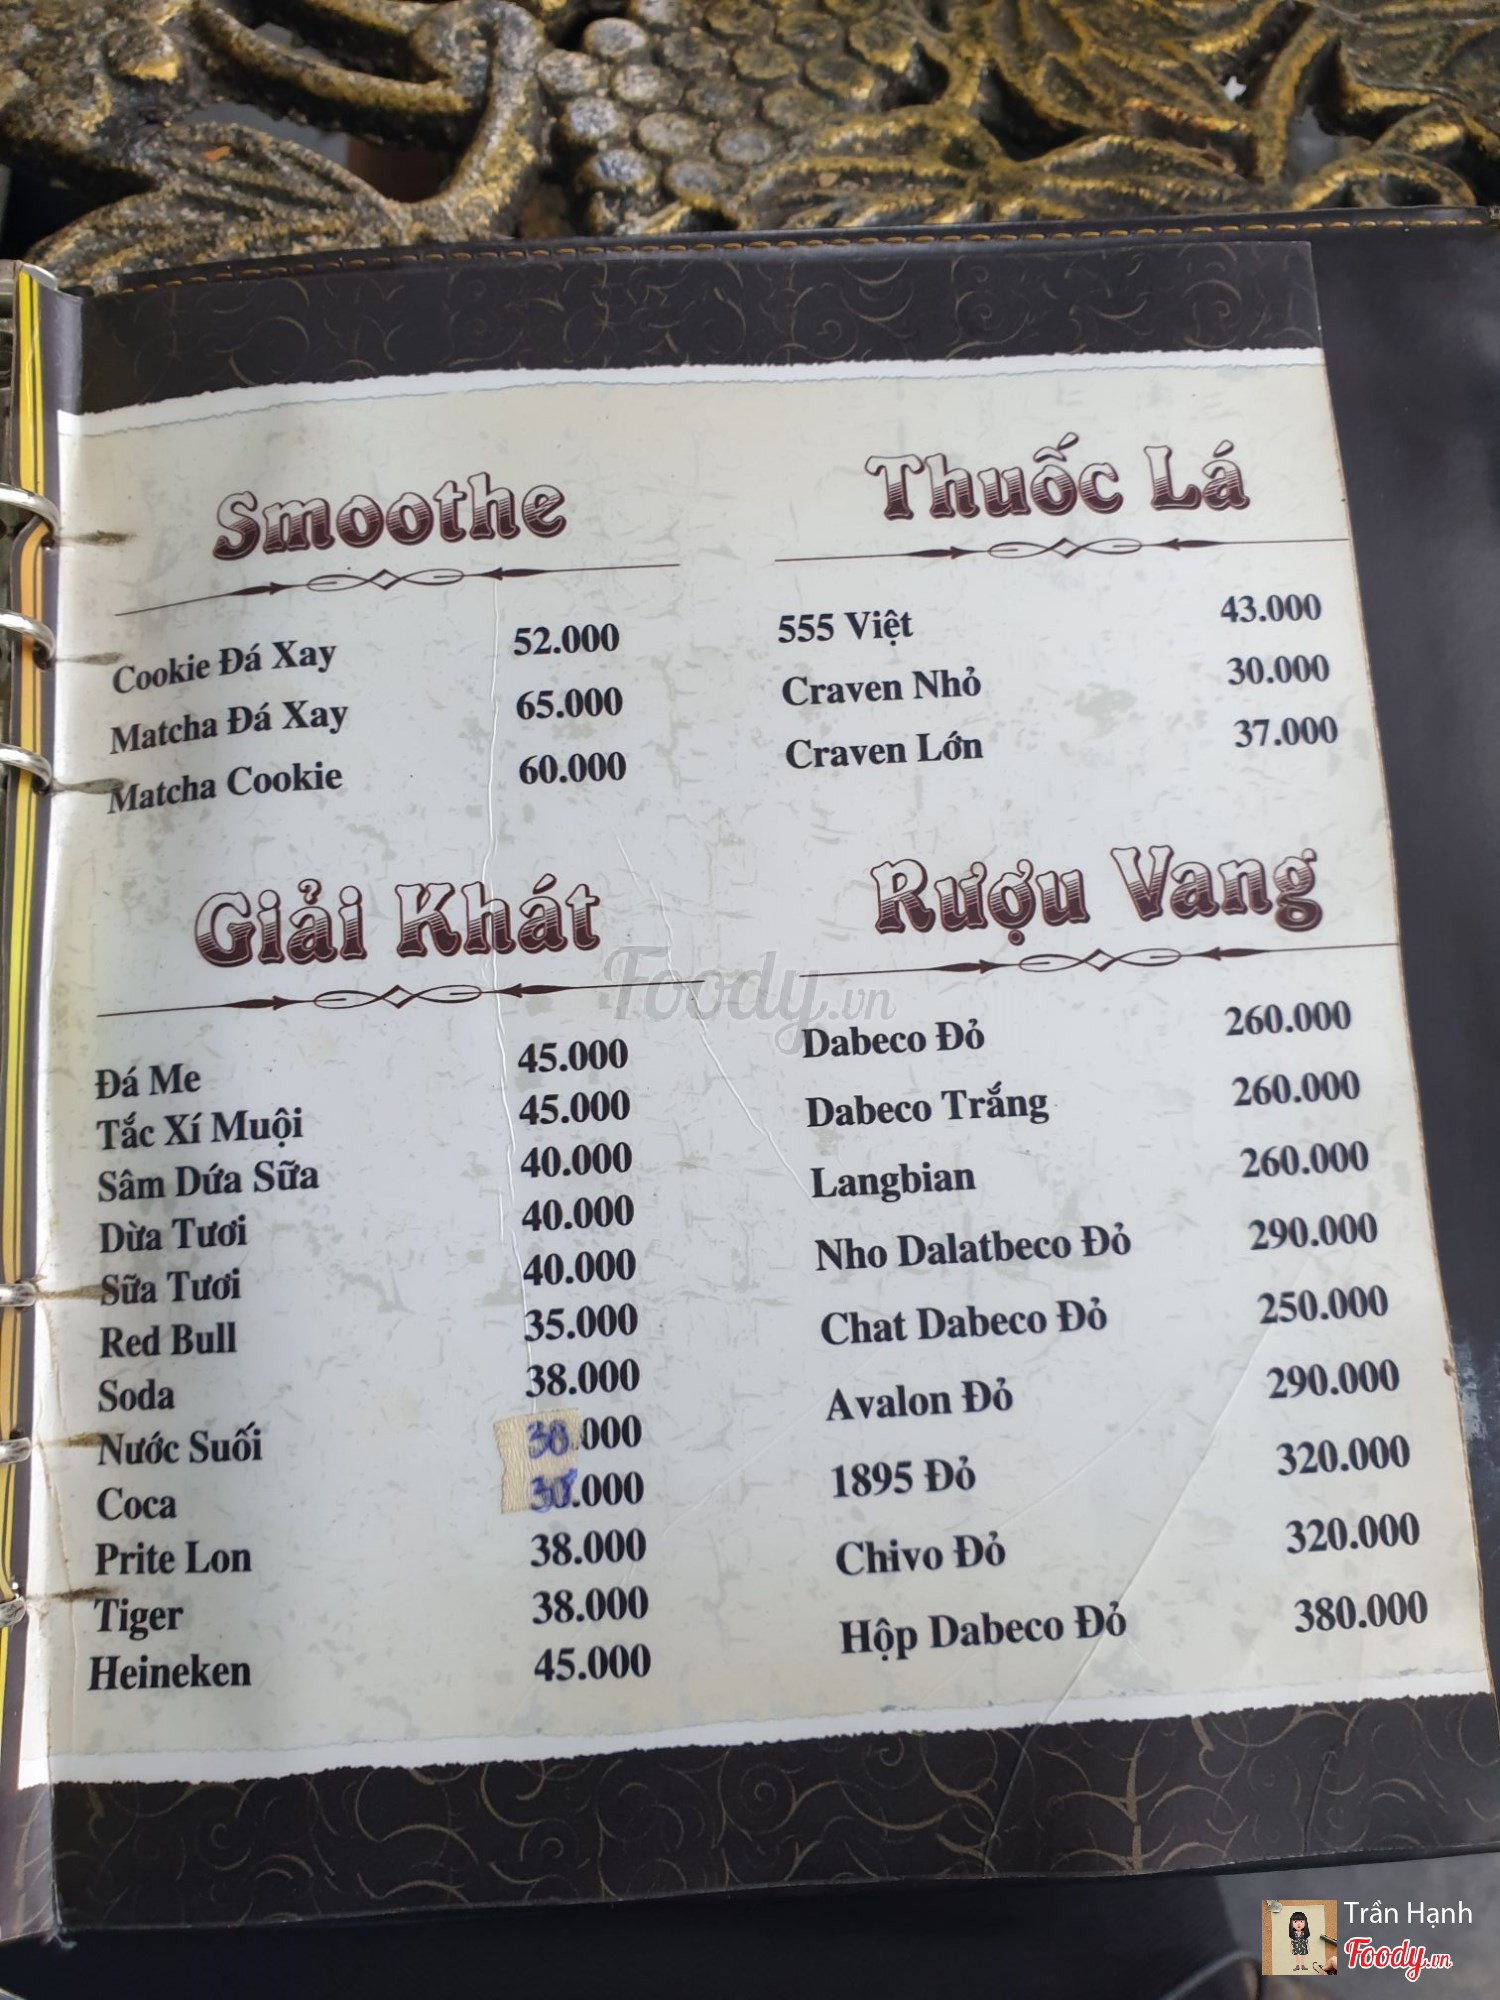 Smoothe
Cookie Đá Xay 52.000
Matcha Đá Xay 65.000
Matcha Cookie 60.000
Giải Khát
Đá Me 45.000
Tắc Xí Muội 45.000
Sâm Dứa Sữa 40.000
Dừa Tươi 40.000
Sữa Tươi 40.000
Red Bull 35.000
Soda 38.000
Nước Suối .000
Coca .000
Prite Lon 38.000
Tiger 38.000
Heineken 45.000
Thuốc Lá
555 Việt 43.000
Craven Nhỏ 30.000
Craven Lớn 37.000
Rượu Vang
Dabeco Đỏ 260.000
Dabeco Trắng 260.000
Langbian 260.000
Nho Dalatbeco Đỏ 290.000
Chat Dabeco Đỏ 250.000
Avalon Đỏ 290.000
1895 Đỏ 320.000
Chivo Đỏ 320.000
Hộp Dabeco Đỏ 380.000
Foody.vn
Trần Hạnh
Foody.vn